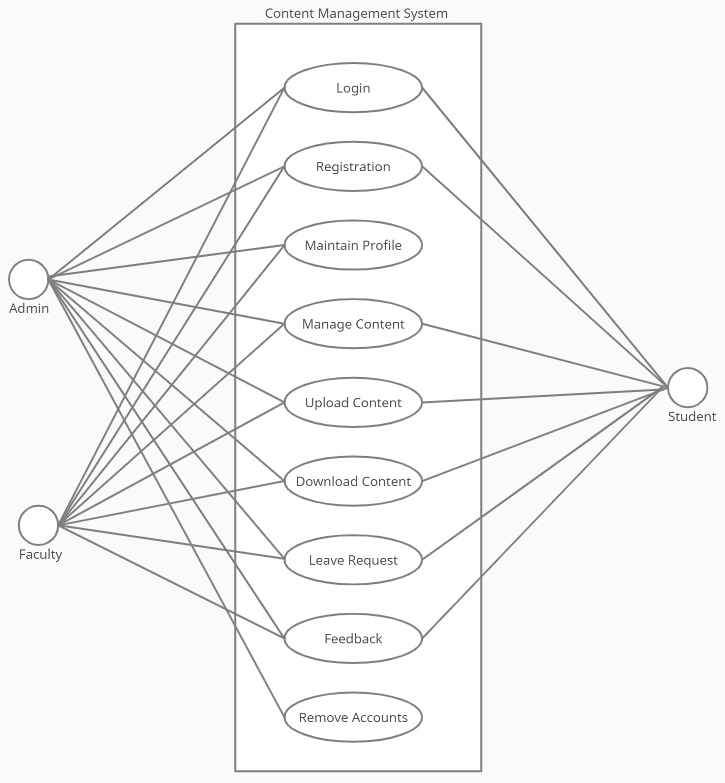 Content Management System
Login
Registration
Maintain Profile
Admin
Manage Content
Upload Content
Student
Download Content
Faculty
Leave Request
Feedback
Remove Accounts